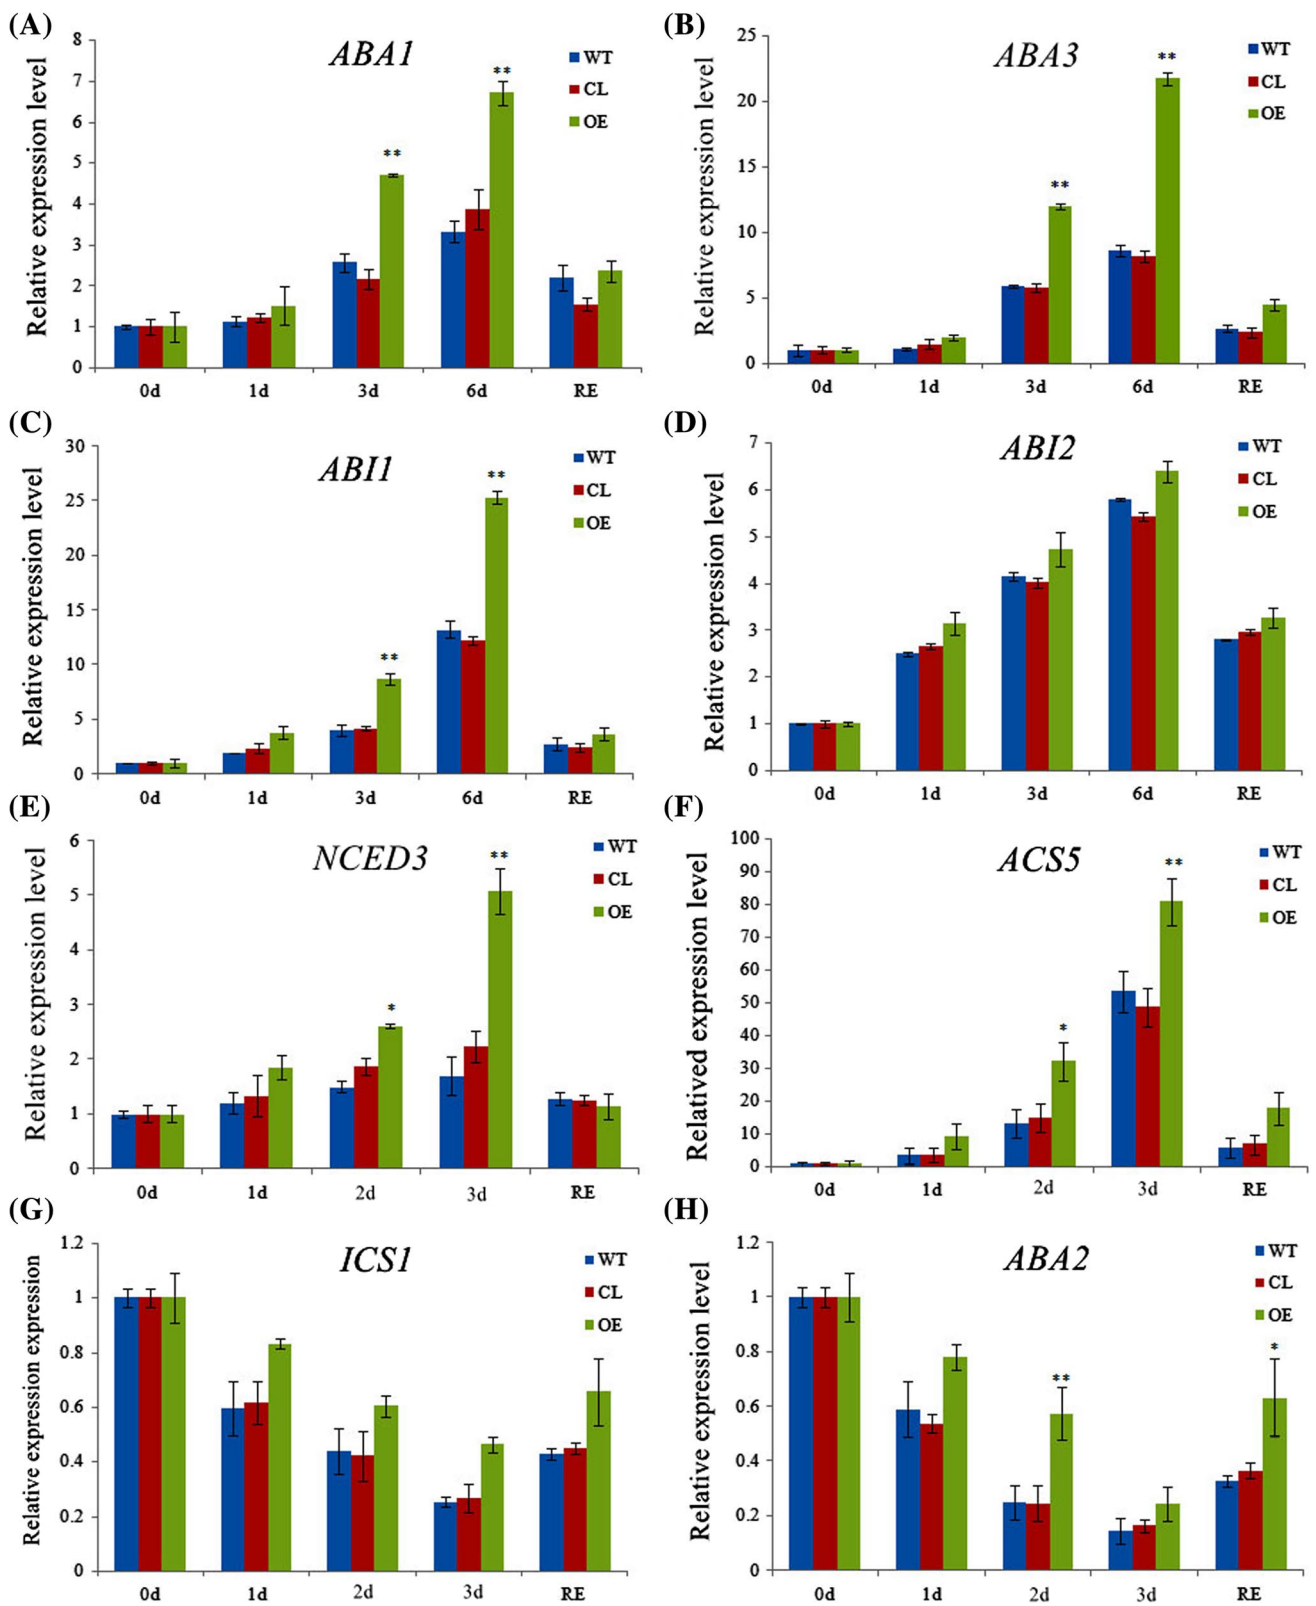 (A)
ABA1
Relative expression level
8
7
6
5
4
3
2
1
0
**
**
WT
CL
OE
0d 1d 3d 6d RE
(B)
ABA3
Relative expression level
25
20
15
10
5
0
**
**
WT
CL
OE
0d 1d 3d 6d RE
(C)
ABI1
Relative expression level
30
25
20
15
10
5
0
**
**
WT
CL
OE
0d 1d 3d 6d RE
(D)
ABI2
Relative expression level
7
6
5
4
3
2
1
0
WT
CL
OE
0d 1d 3d 6d RE
(E)
NCED3
Relative expression level
6
5
4
3
2
1
0
*
**
WT
CL
OE
0d 1d 2d 3d RE
(F)
ACS5
Relatived expression level
100
90
80
70
60
50
40
30
20
10
0
*
**
WT
CL
OE
0d 1d 2d 3d RE
(G)
ICS1
Relative expression expression
1.2
1
0.8
0.6
0.4
0.2
0
WT
CL
OE
0d 1d 2d 3d RE
(H)
ABA2
Relative expression level
1.2
1
0.8
0.6
0.4
0.2
0
**
*
WT
CL
OE
0d 1d 2d 3d RE